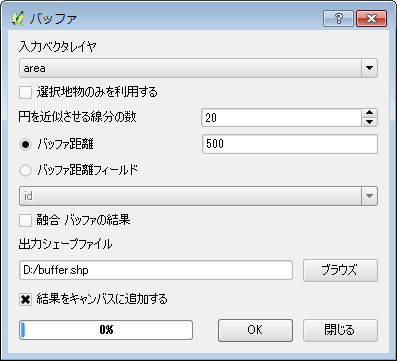 バッファ
入力ベクタレイヤ
area
選択地物のみを利用する
円を近似させる線分の数 20
バッファ距離 500
バッファ距離フィールド
id
融合 バッファの結果
出力シェープファイル
D:/buffer.shp ブラウズ
結果をキャンバスに追加する
0% OK 閉じる